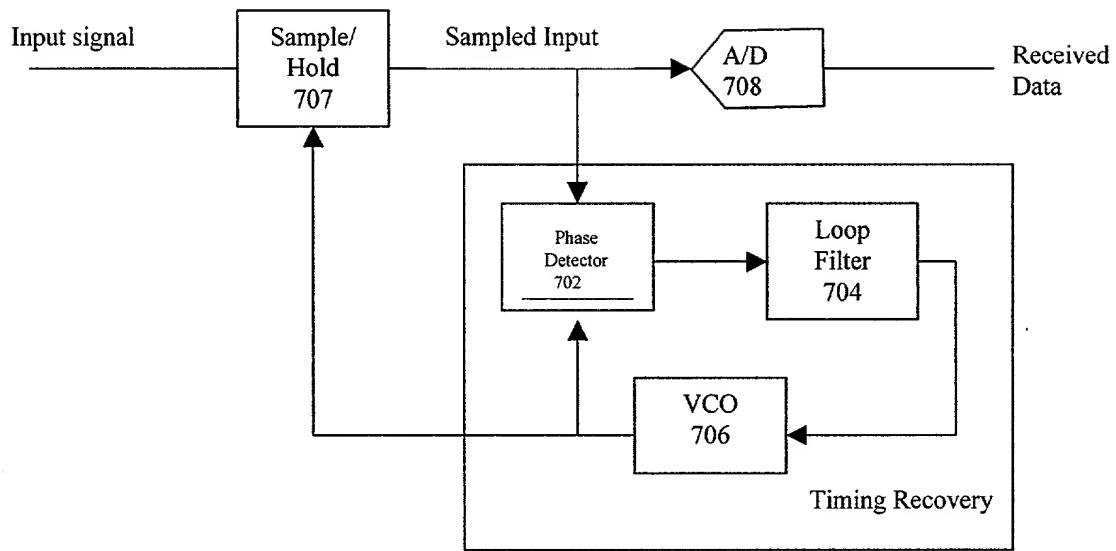 Input signal
Sample/
Hold
707
Sampled Input
A/D
708
Received
Data
Phase
Detector
702
Loop
Filter
704
VCO
706
Timing Recovery